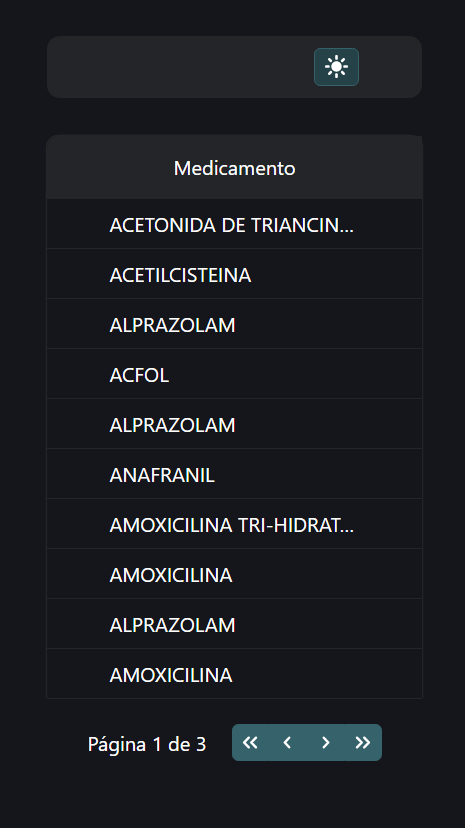 Medicamento
ACETONIDA DE TRIANCIN...
ACETILCISTEINA
ALPRAZOLAM
ACFOL
ALPRAZOLAM
ANAFRANIL
AMOXICILINA TRI-HIDRAT...
AMOXICILINA
ALPRAZOLAM
AMOXICILINA
Página 1 de 3